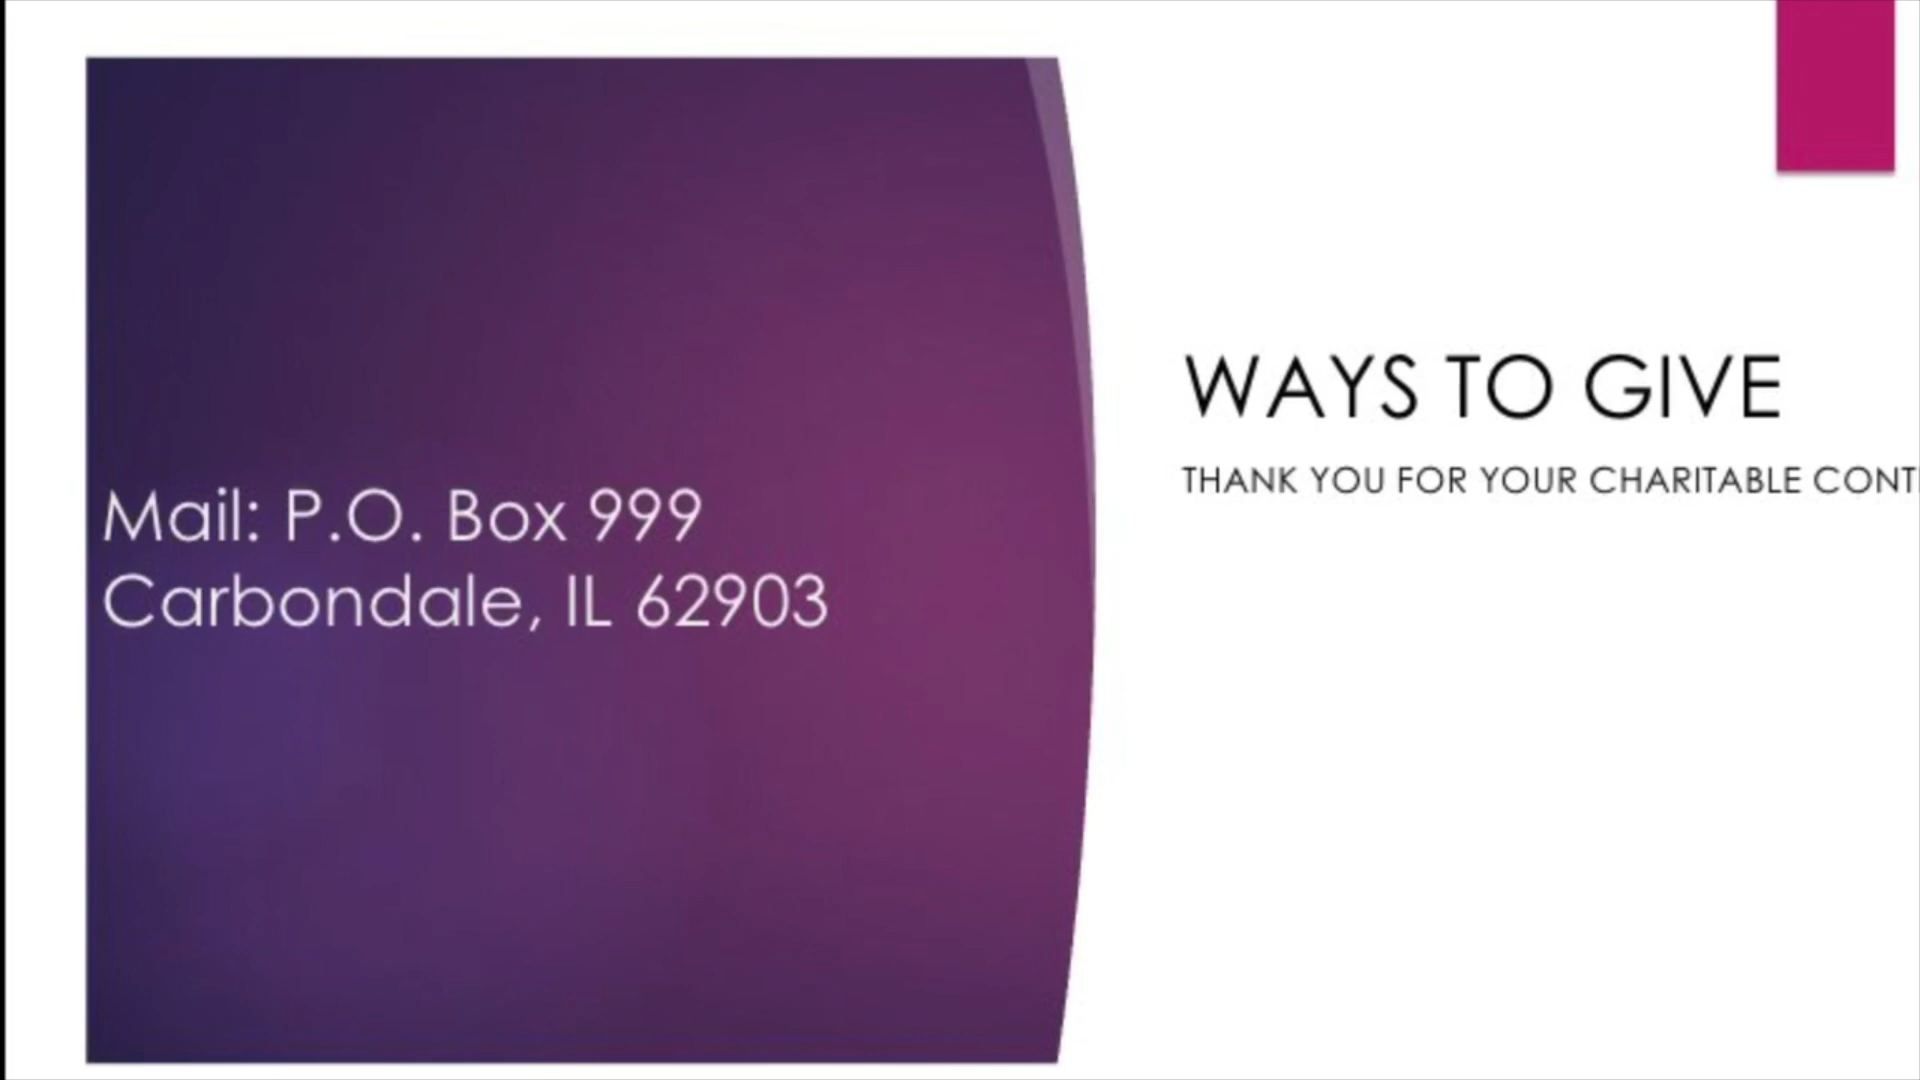 Mail: P.O. Box 999
Carbondale, IL 62903
WAYS TO GIVE
THANK YOU FOR YOUR CHARITABLE